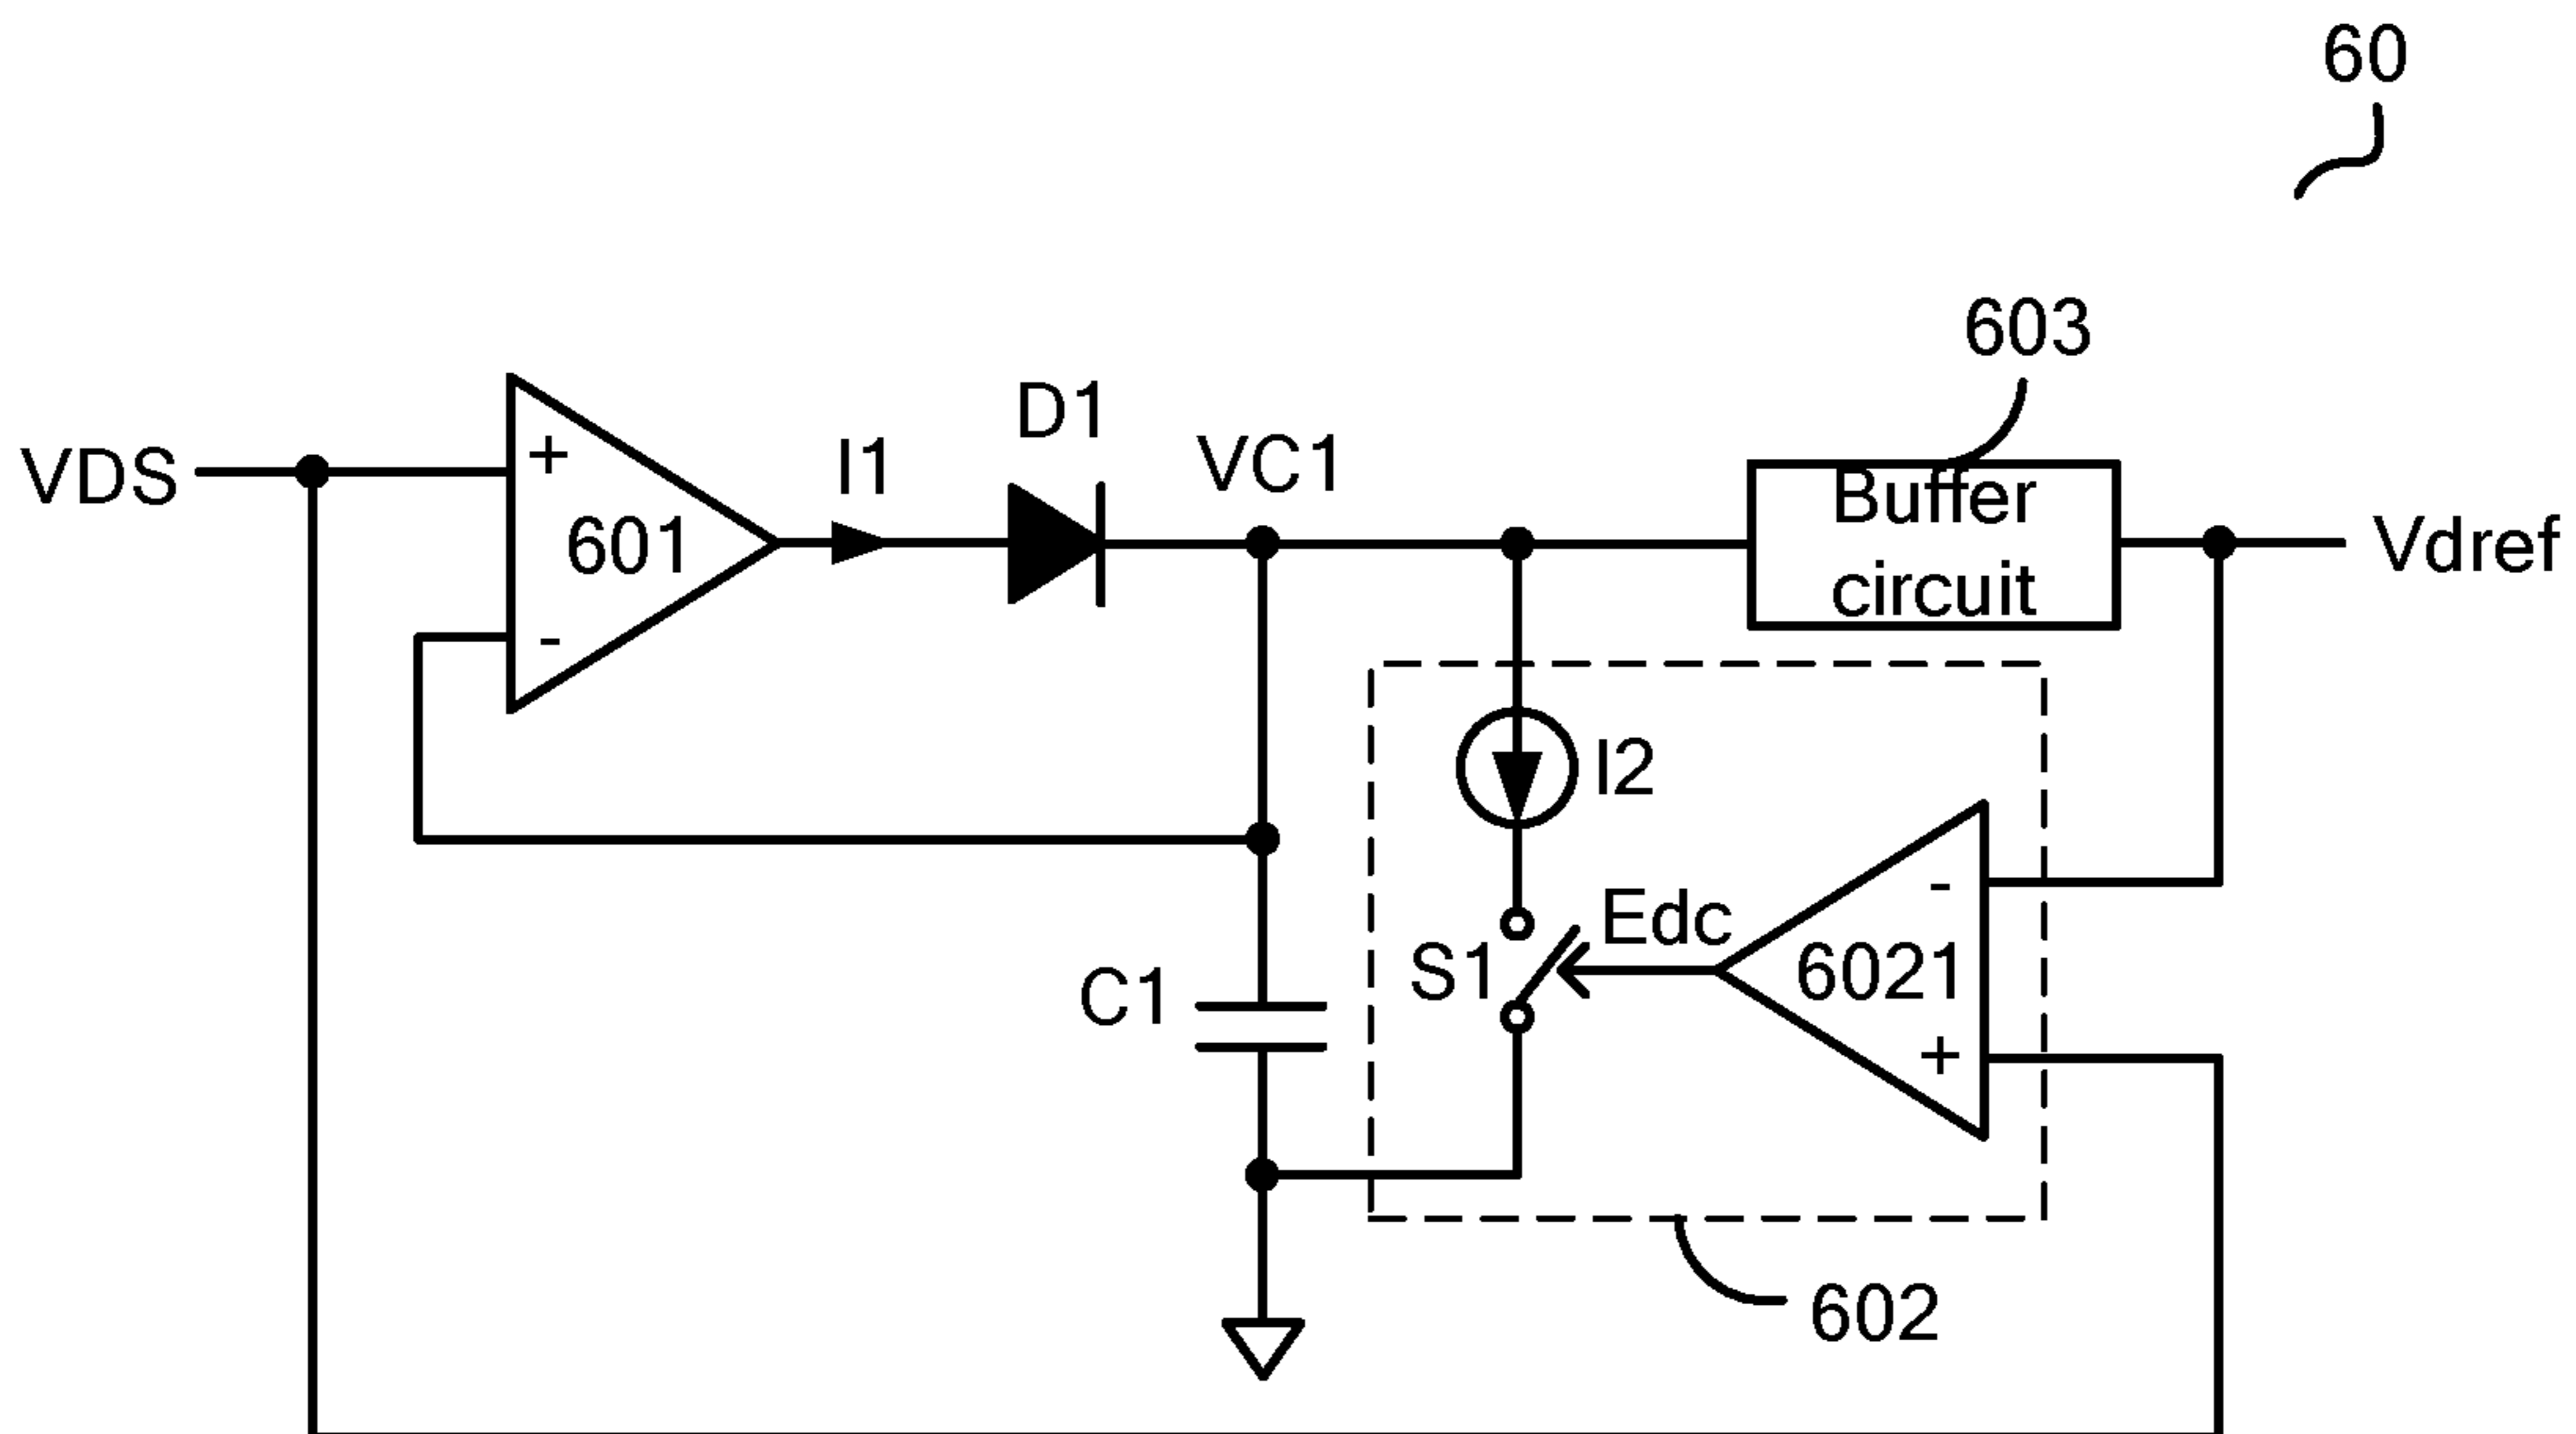 60
603
D1
I1
VC1
VDS
+
601
-
Buffer
circuit
Vdref
I2
-
Edc
S1
6021
C1
+
602